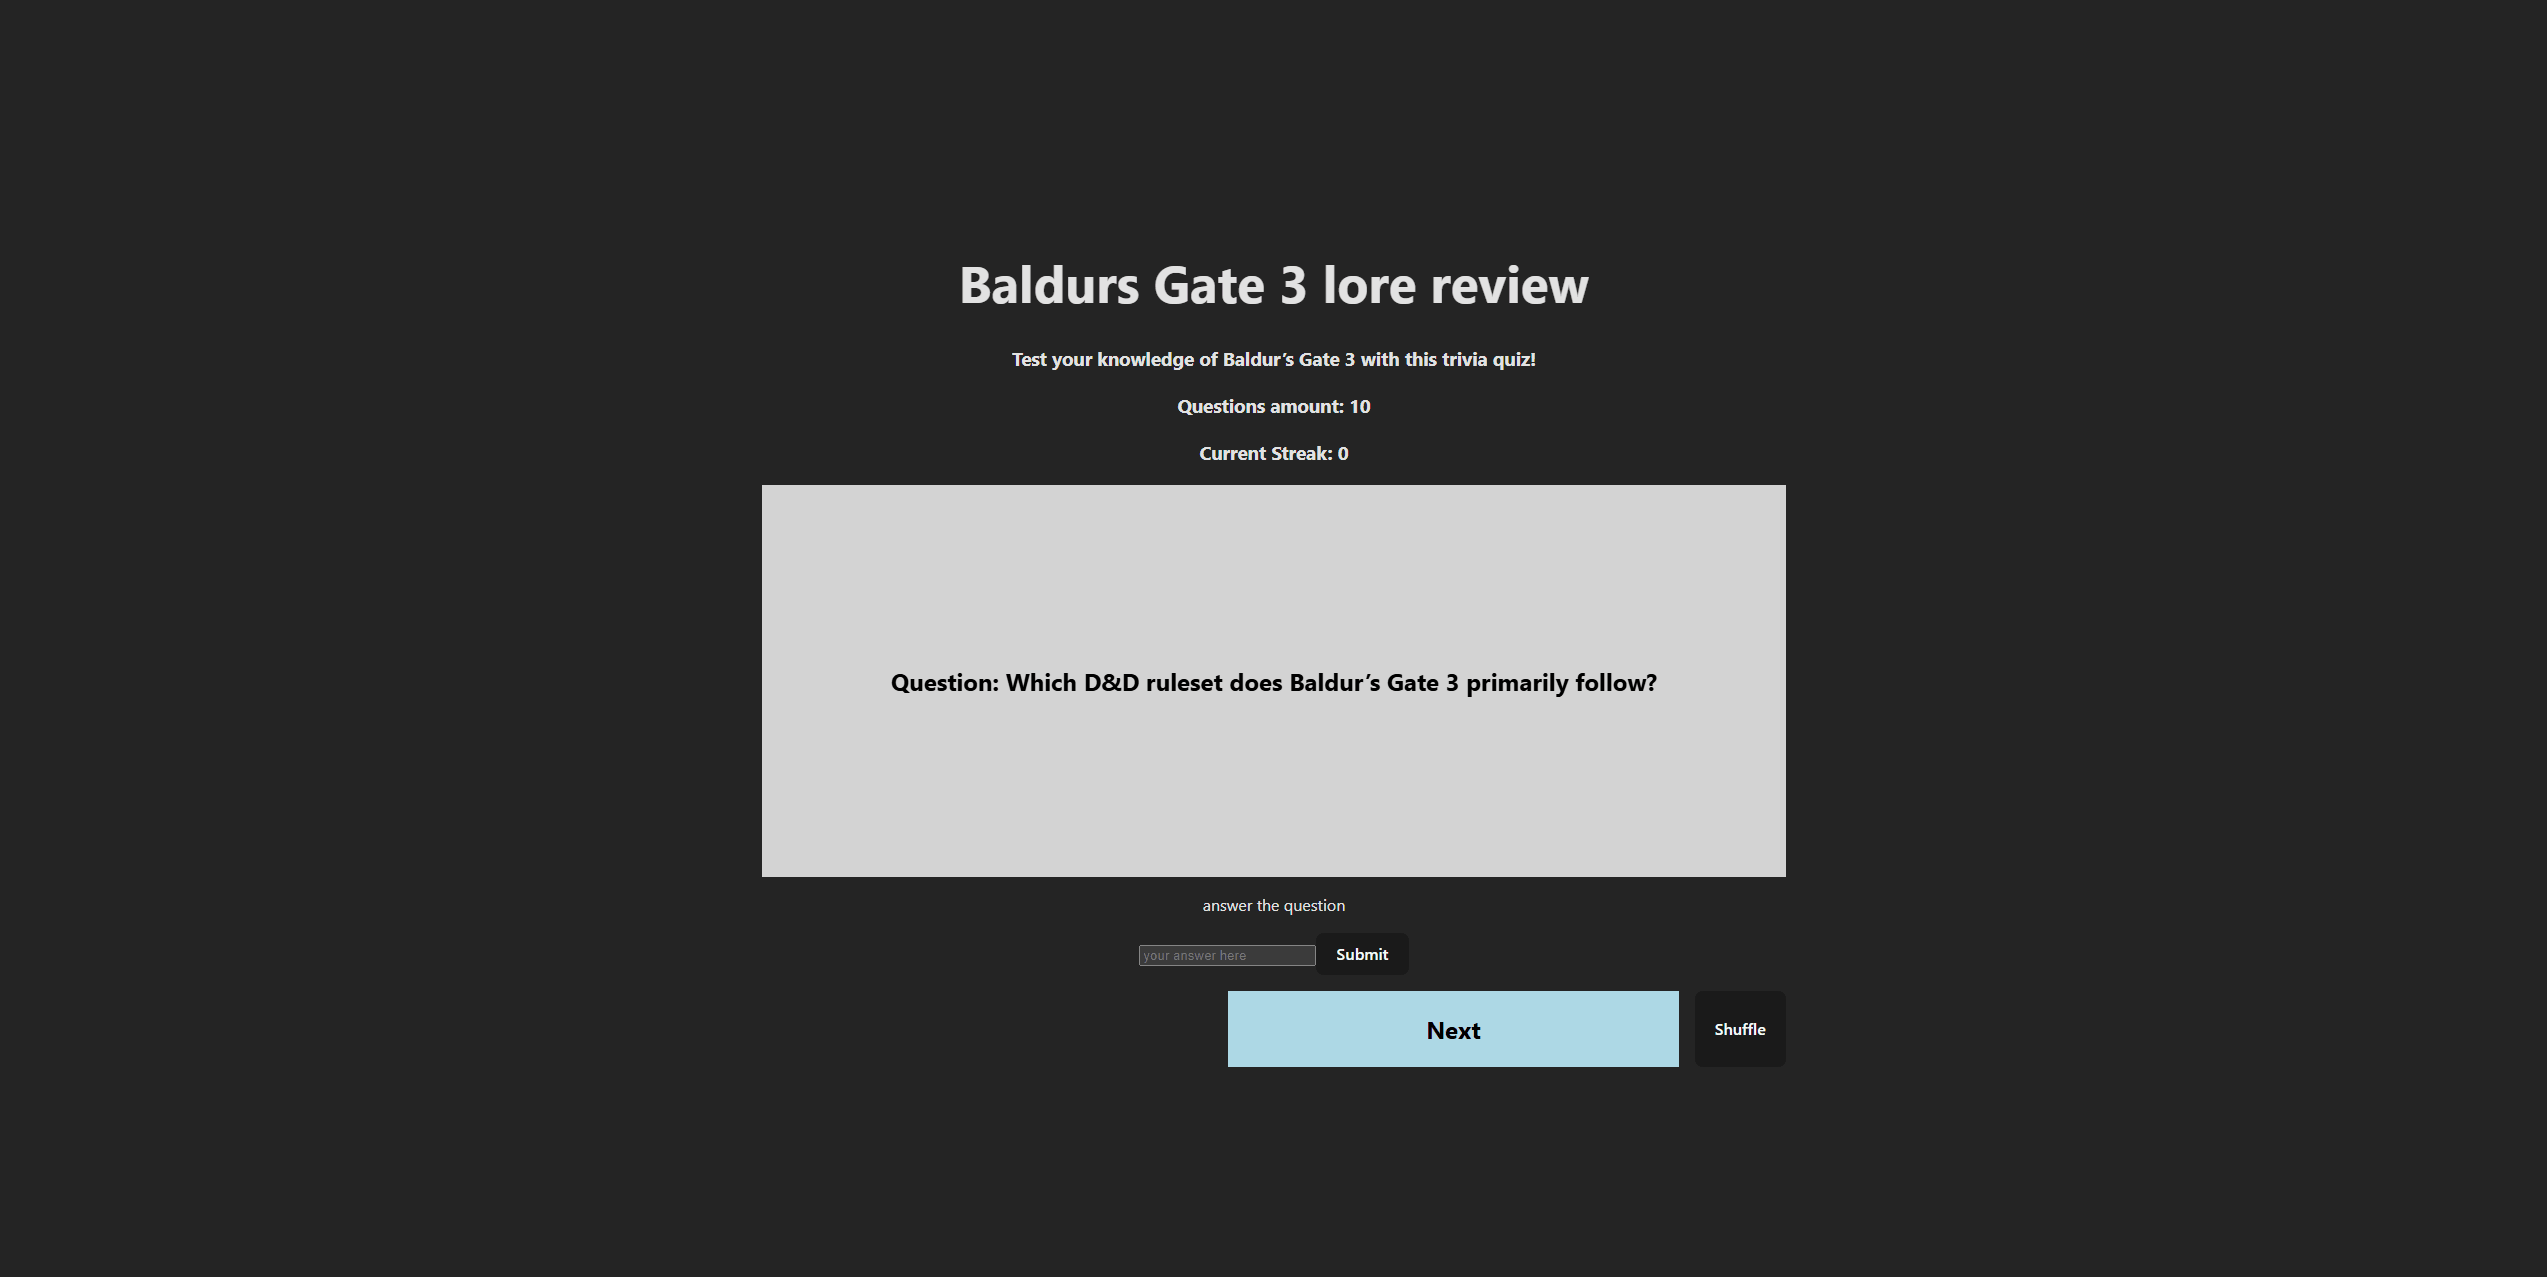 Baldurs Gate 3 lore review
Test your knowledge of Baldur’s Gate 3 with this trivia quiz!
Questions amount: 10
Current Streak: 0
Question: Which D&D ruleset does Baldur’s Gate 3 primarily follow?
answer the question
your answer here
Submit
Next
Shuffle